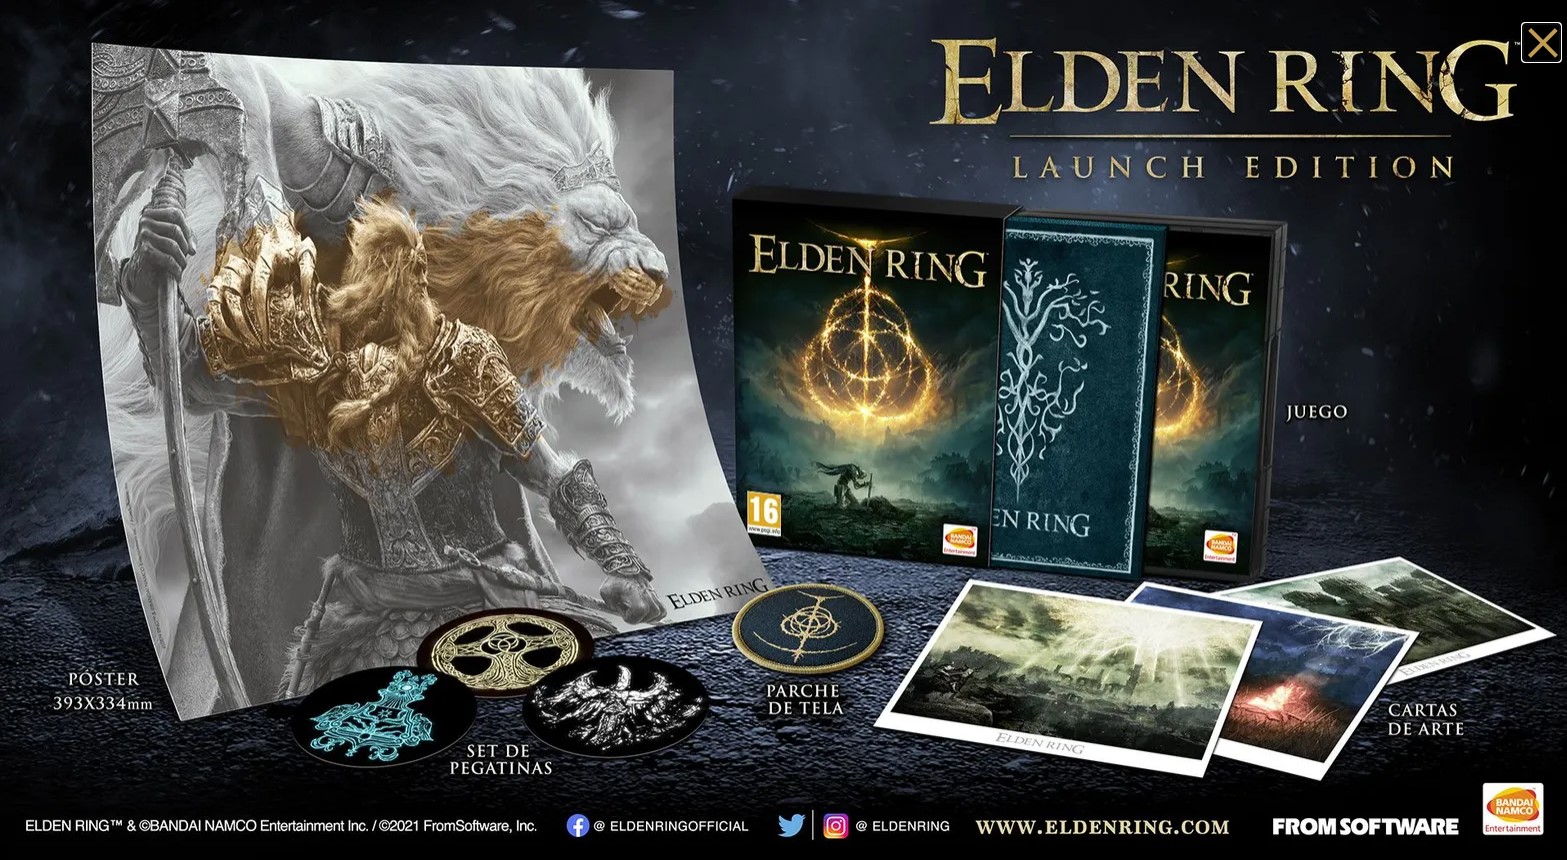 ELDEN RING™
LAUNCH EDITION
ELDEN RING
RING
EN RING
16
www.pegi.info
BANDAI
NAMCO
Entertainment
BANDAI
NAMCO
Entertainment
JUEGO
ELDEN RING
PÓSTER
393X334mm
SET DE
PEGATINAS
PARCHE
DE TELA
ELDEN RING
ELDEN RING
CARTAS
DE ARTE
ELDEN RING™ & ©BANDAI NAMCO Entertainment Inc. / ©2021 FromSoftware, Inc.
@ ELDENRINGOFFICIAL
@ ELDENRING
WWW.ELDENRING.COM
FROMSOFTWARE
BANDAI
NAMCO
Entertainment